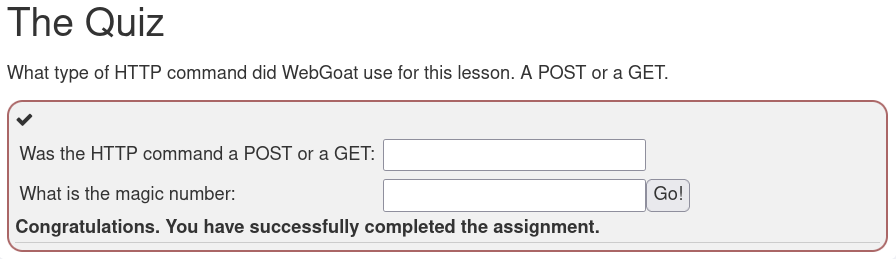 The Quiz
What type of HTTP command did WebGoat use for this lesson. A POST or a GET.
Was the HTTP command a POST or a GET:
What is the magic number: Go!
Congratulations. You have successfully completed the assignment.